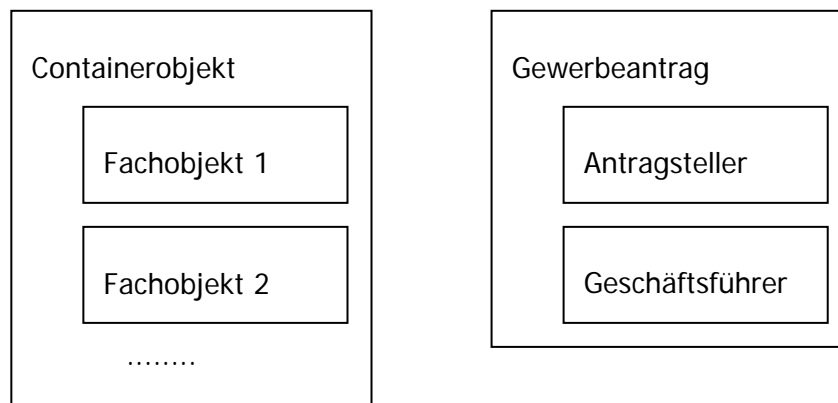 Containerobjekt
Fachobjekt 1
Fachobjekt 2
........
Gewerbeantrag
Antragsteller
Geschäftsführer